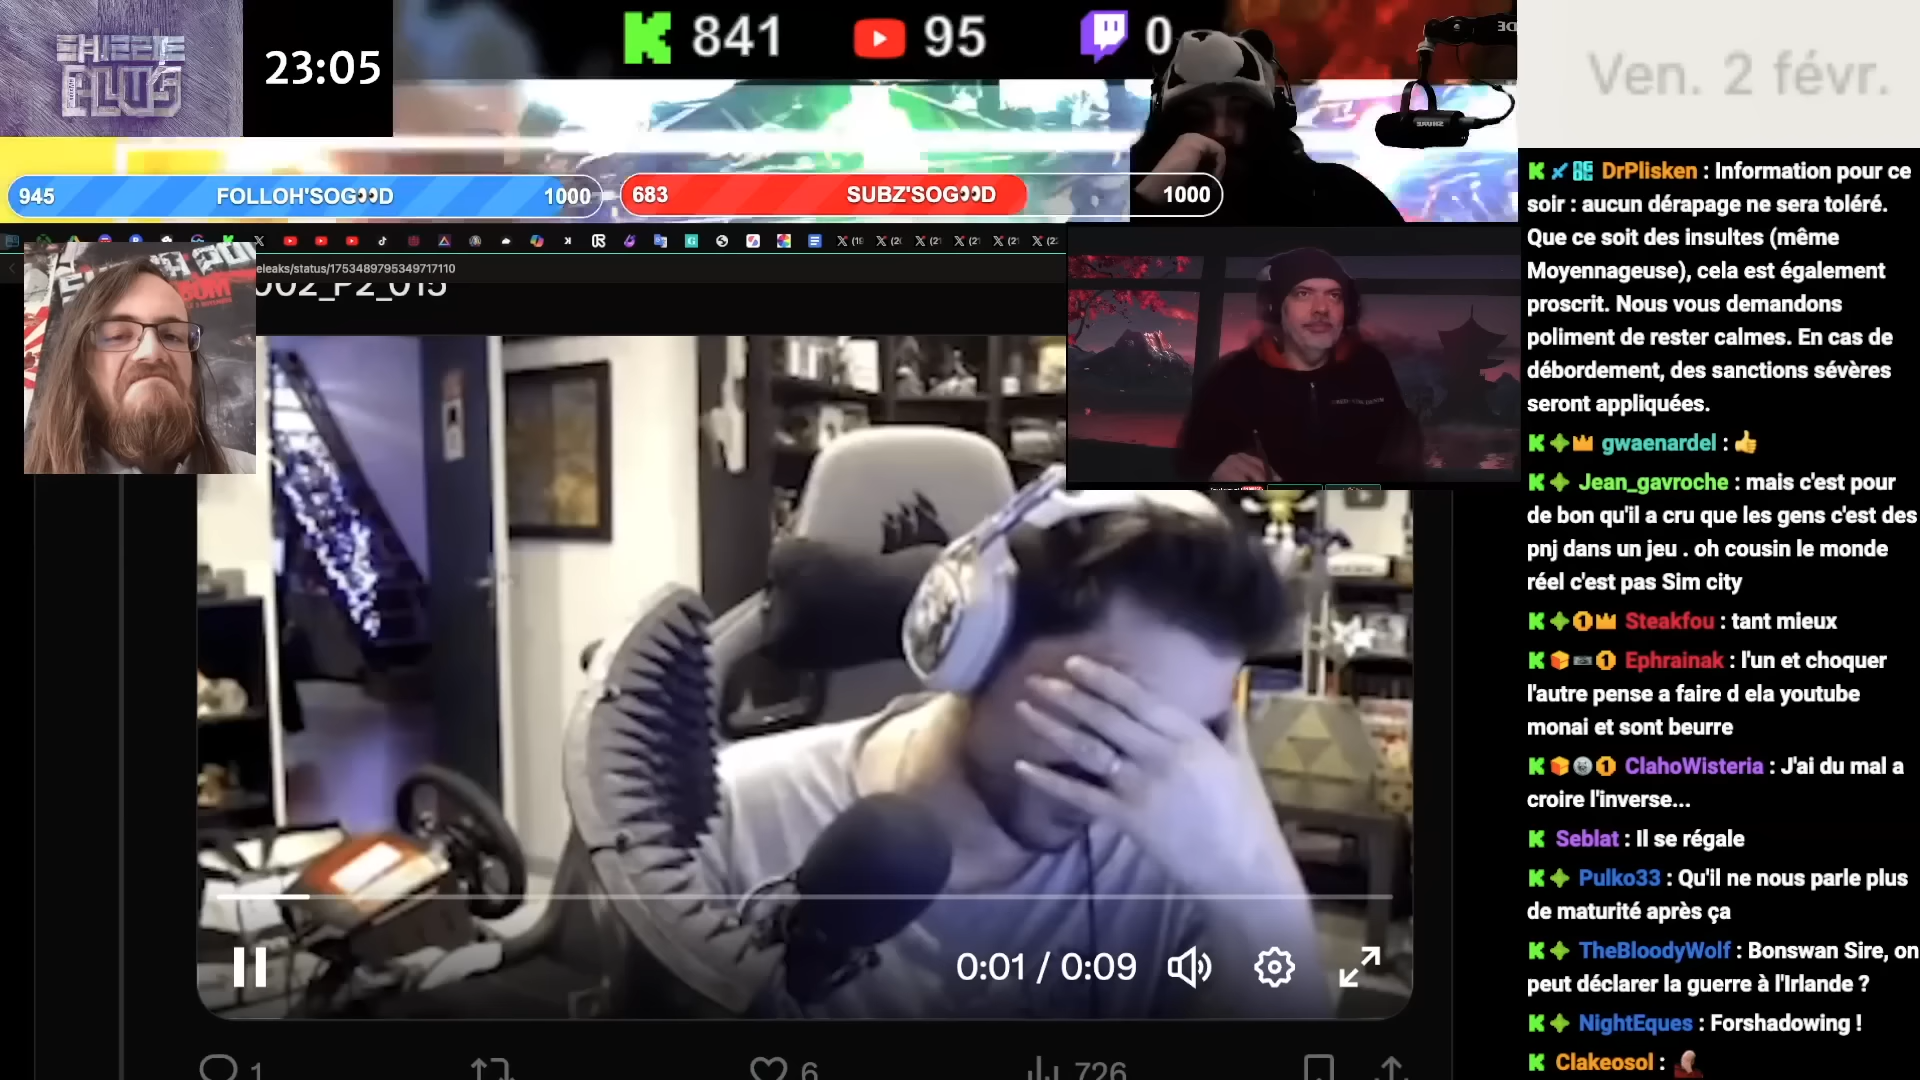 23:05
841
95
0
Ven. 2 févr.
945 FOLLOH'SOG👀D 1000
683 SUBZ'SOG👀D 1000
eleaks/status/1753489795349717110
002_P2_015
SHURE
0:01 / 0:09
1
6
726
DrPlisken : Information pour ce
soir : aucun dérapage ne sera toléré.
Que ce soit des insultes (même
Moyennageuse), cela est également
proscrit. Nous vous demandons
poliment de rester calmes. En cas de
débordement, des sanctions sévères
seront appliquées.
gwaenardel : 👍
Jean_gavroche : mais c'est pour
de bon qu'il a cru que les gens c'est des
pnj dans un jeu . oh cousin le monde
réel c'est pas Sim city
Steakfou : tant mieux
Ephrainak : l'un et choquer
l'autre pense a faire d ela youtube
monai et sont beurre
ClahoWisteria : J'ai du mal a
croire l'inverse...
Seblat : Il se régale
Pulko33 : Qu'il ne nous parle plus
de maturité après ça
TheBloodyWolf : Bonswan Sire, on
peut déclarer la guerre à l'Irlande ?
NightEques : Forshadowing !
Clakeosol :